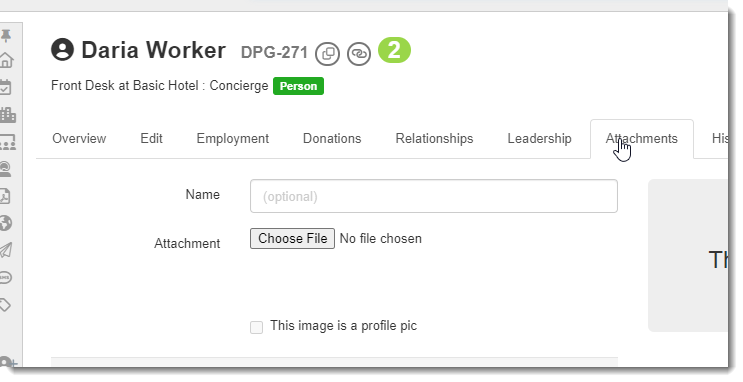 Daria Worker DPG-271 2
Front Desk at Basic Hotel : Concierge Person
Overview Edit Employment Donations Relationships Leadership Attachments His
Name (optional)
Attachment Choose File No file chosen
Th
This image is a profile pic